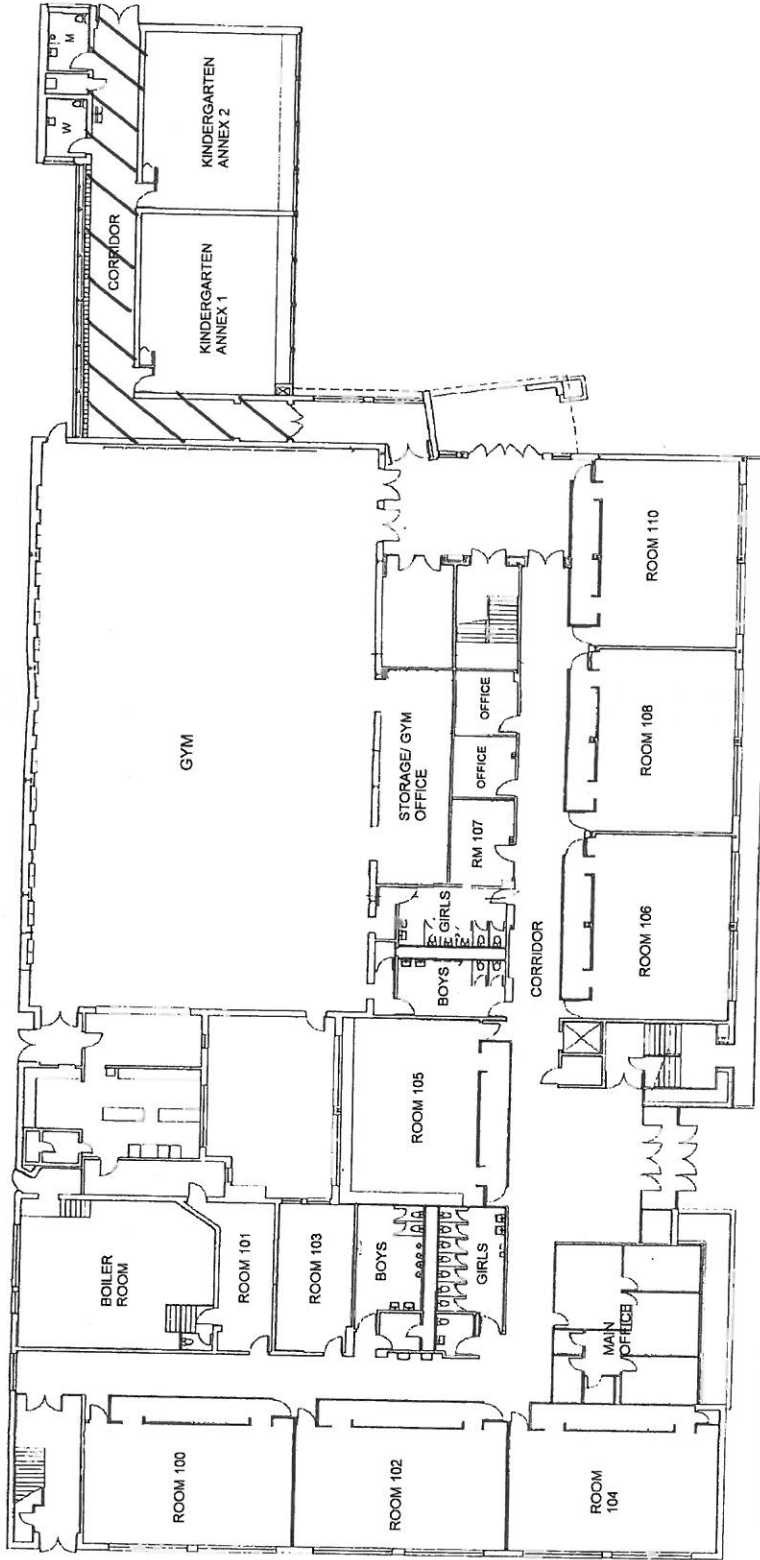 M
W
CORRIDOR
KINDERGARTEN
ANNEX 2
KINDERGARTEN
ANNEX 1
GYM
STORAGE/ GYM
OFFICE
OFFICE
OFFICE
RM 107
GIRLS
BOYS
CORRIDOR
ROOM 110
ROOM 108
ROOM 106
ROOM 105
BOILER
ROOM
ROOM 101
ROOM 103
BOYS
GIRLS
MAIN
OFFICE
ROOM 100
ROOM 102
ROOM
104